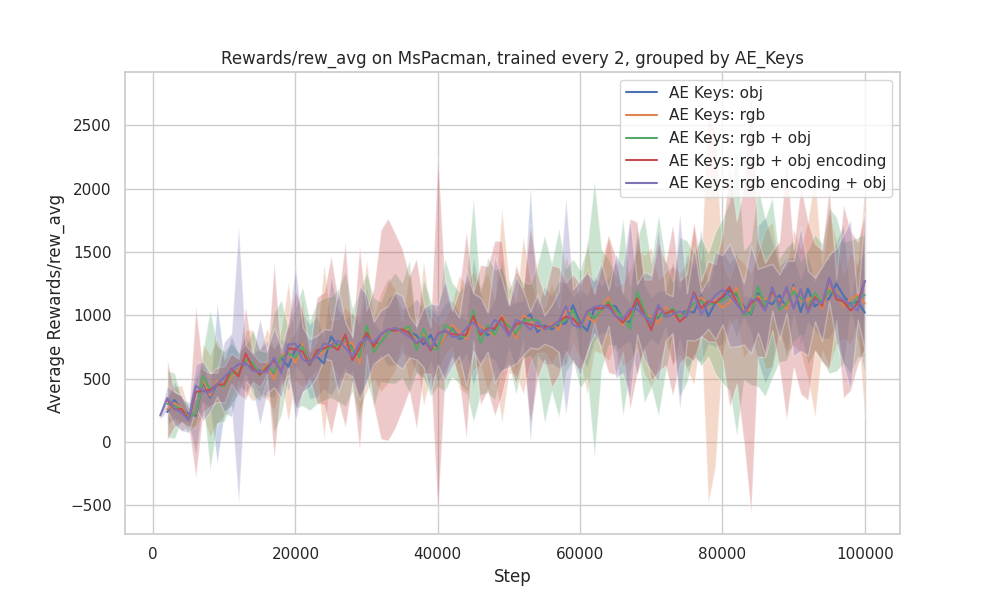 Rewards/rew_avg on MsPacman, trained every 2, grouped by AE_Keys
AE Keys: obj
AE Keys: rgb
AE Keys: rgb + obj
AE Keys: rgb + obj encoding
AE Keys: rgb encoding + obj
Average Rewards/rew_avg
2500
2000
1500
1000
500
0
−500
0 20000 40000 60000 80000 100000
Step